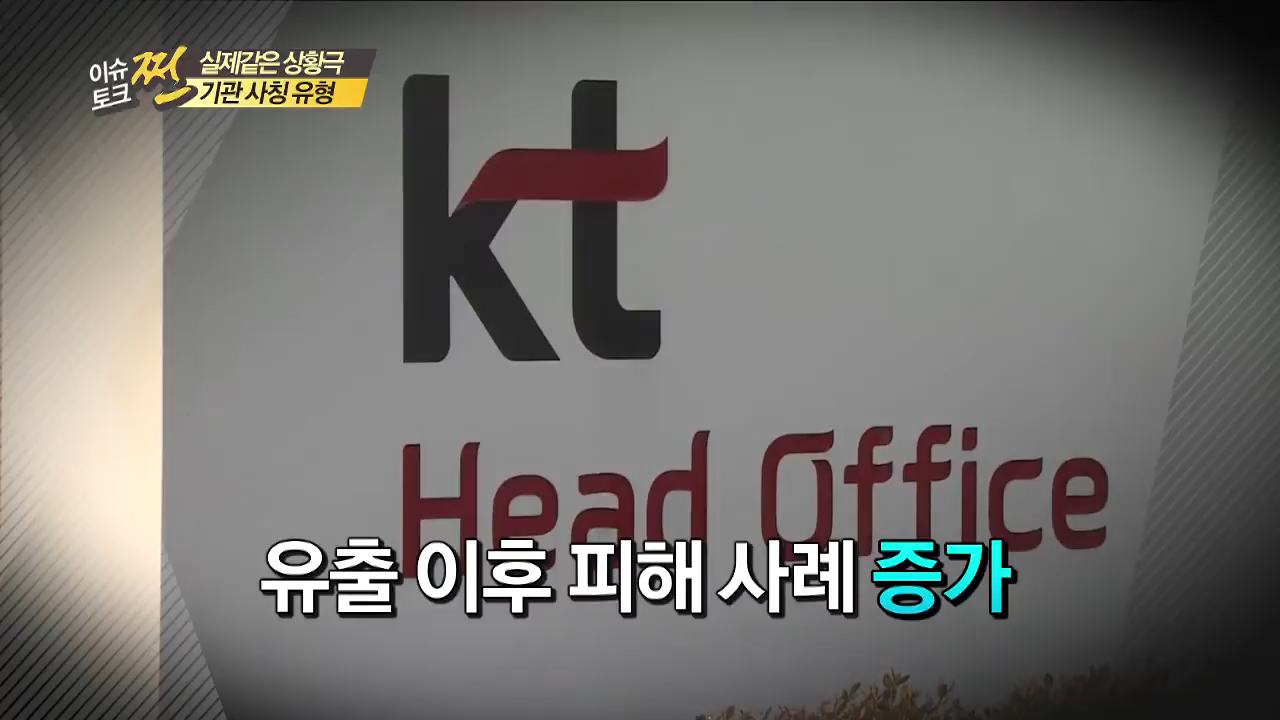 이슈
토크
찐
실제같은 상황극
기관 사칭 유형
kt
Head Office
유출 이후 피해 사례 증가